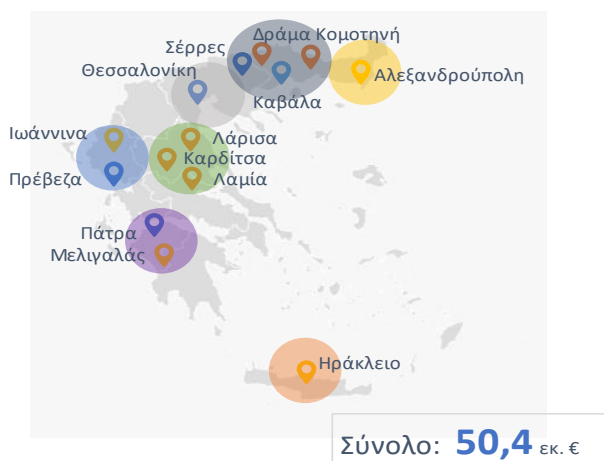 Δράμα Κομοτηνή
Σέρρες
Θεσσαλονίκη
Αλεξανδρούπολη
Καβάλα
Ιωάννινα
Λάρισα
Καρδίτσα
Πρέβεζα
Λαμία
Πάτρα
Μελιγαλάς
Ηράκλειο
Σύνολο: 50,4 εκ. €